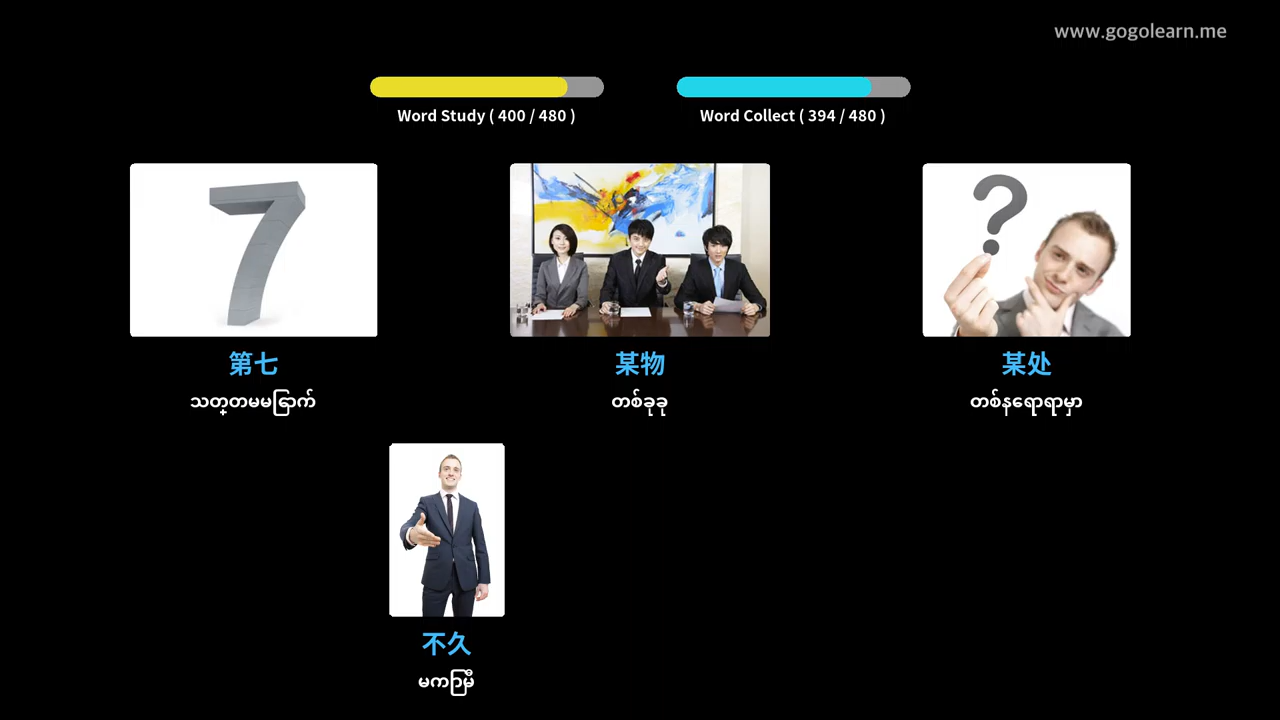 www.gogolearn.me
Word Study ( 400 / 480 )
Word Collect ( 394 / 480 )
7
第七
သတ္တမမြောက်
某物
တစ်ခုခု
?
某处
တစ်နေရာရာမှာ
不久
မကြာမီ